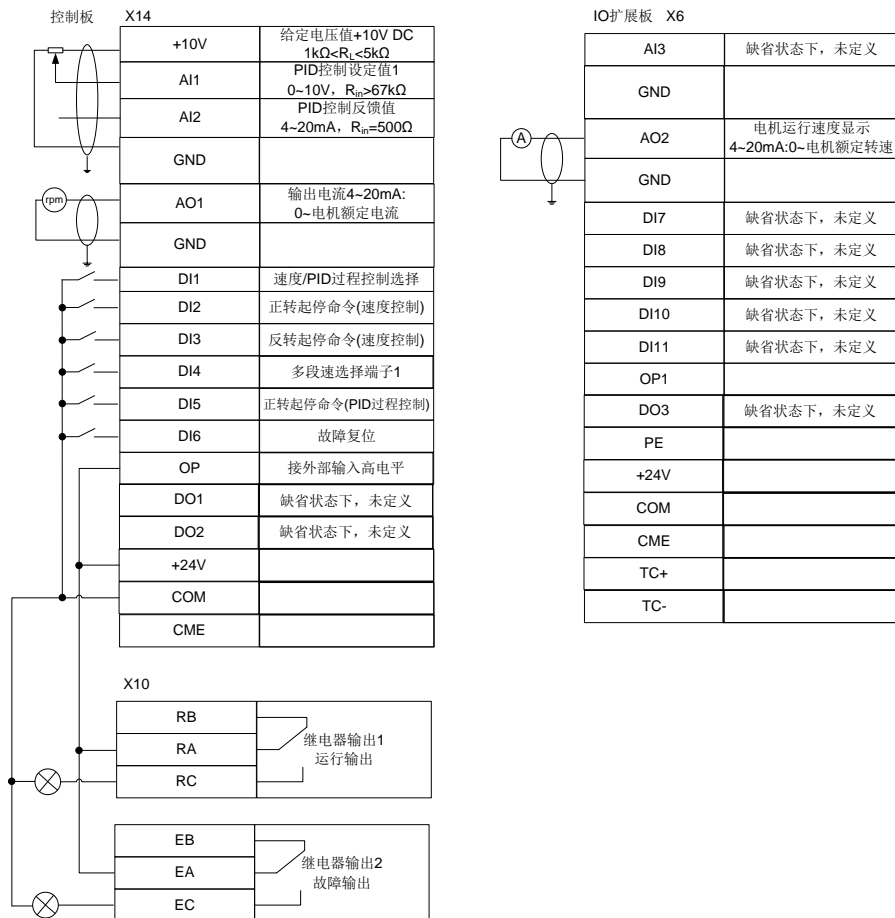 控制板 X14
+10V 给定电压值+10V DC
1kΩ<RL<5kΩ
AI1 PID控制设定值1
0~10V，Rin>67kΩ
AI2 PID控制反馈值
4~20mA，Rin=500Ω
GND
rpm
AO1 输出电流4~20mA:
0~电机额定电流
GND
DI1 速度/PID过程控制选择
DI2 正转起停命令(速度控制)
DI3 反转起停命令(速度控制)
DI4 多段速选择端子1
DI5 正转起停命令(PID过程控制)
DI6 故障复位
OP 接外部输入高电平
DO1 缺省状态下，未定义
DO2 缺省状态下，未定义
+24V
COM
CME
X10
RB
RA
RC
继电器输出1
运行输出
EB
EA
EC
继电器输出2
故障输出
IO扩展板 X6
AI3 缺省状态下，未定义
GND
A
AO2 电机运行速度显示
4~20mA:0~电机额定转速
GND
DI7 缺省状态下，未定义
DI8 缺省状态下，未定义
DI9 缺省状态下，未定义
DI10 缺省状态下，未定义
DI11 缺省状态下，未定义
OP1
DO3 缺省状态下，未定义
PE
+24V
COM
CME
TC+
TC-